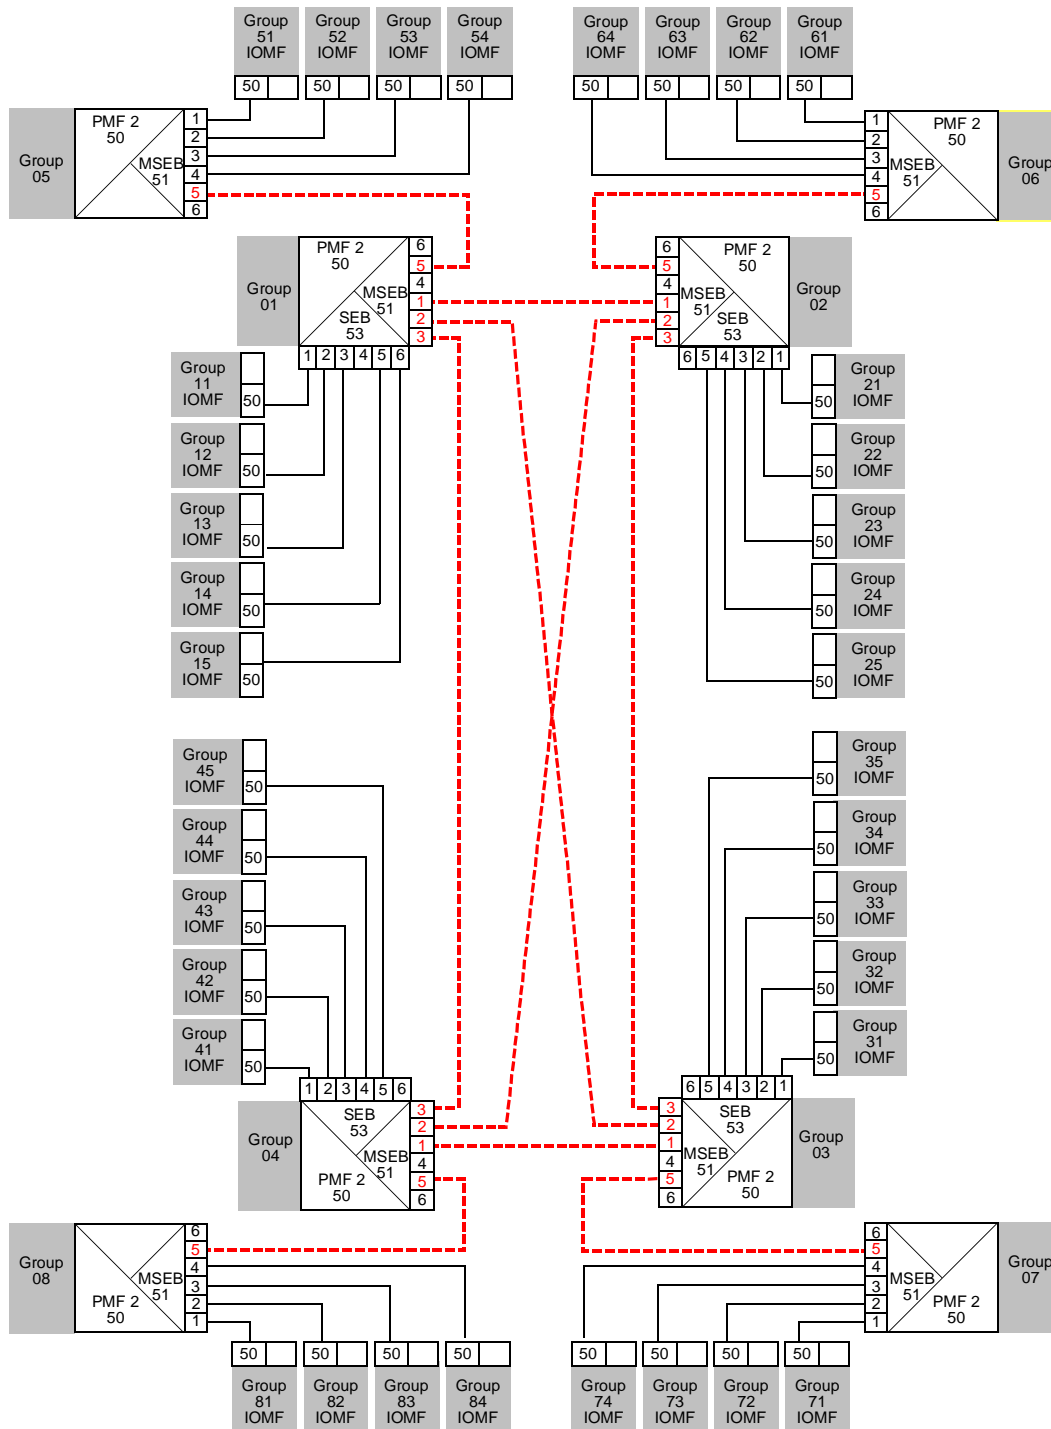 Group
51
IOMF
Group
52
IOMF
Group
53
IOMF
Group
54
IOMF
Group
64
IOMF
Group
63
IOMF
Group
62
IOMF
Group
61
IOMF
50
50
50
50
50
50
50
50
Group
05
PMF 2
50
MSEB
51
1
2
3
4
5
6
1
2
3
4
5
6
PMF 2
50
MSEB
51
Group
06
Group
01
PMF 2
50
MSEB
51
SEB
53
6
5
4
1
2
3
1 2 3 4 5 6
6
5
4
1
2
3
PMF 2
50
MSEB
51
SEB
53
6 5 4 3 2 1
Group
02
Group
11
IOMF
50
Group
12
IOMF
50
Group
13
IOMF
50
Group
14
IOMF
50
Group
15
IOMF
50
50
Group
21
IOMF
50
Group
22
IOMF
50
Group
23
IOMF
50
Group
24
IOMF
50
Group
25
IOMF
Group
45
IOMF
50
Group
44
IOMF
50
Group
43
IOMF
50
Group
42
IOMF
50
Group
41
IOMF
50
50
Group
35
IOMF
50
Group
34
IOMF
50
Group
33
IOMF
50
Group
32
IOMF
50
Group
31
IOMF
Group
04
1 2 3 4 5 6
SEB
53
MSEB
51
PMF 2
50
3
2
1
4
5
6
6 5 4 3 2 1
3
2
1
4
5
6
SEB
53
MSEB
51
PMF 2
50
Group
03
Group
08
MSEB
51
PMF 2
50
6
5
4
3
2
1
6
5
4
3
2
1
MSEB
51
PMF 2
50
Group
07
50
50
50
50
50
50
50
50
Group
81
IOMF
Group
82
IOMF
Group
83
IOMF
Group
84
IOMF
Group
74
IOMF
Group
73
IOMF
Group
72
IOMF
Group
71
IOMF